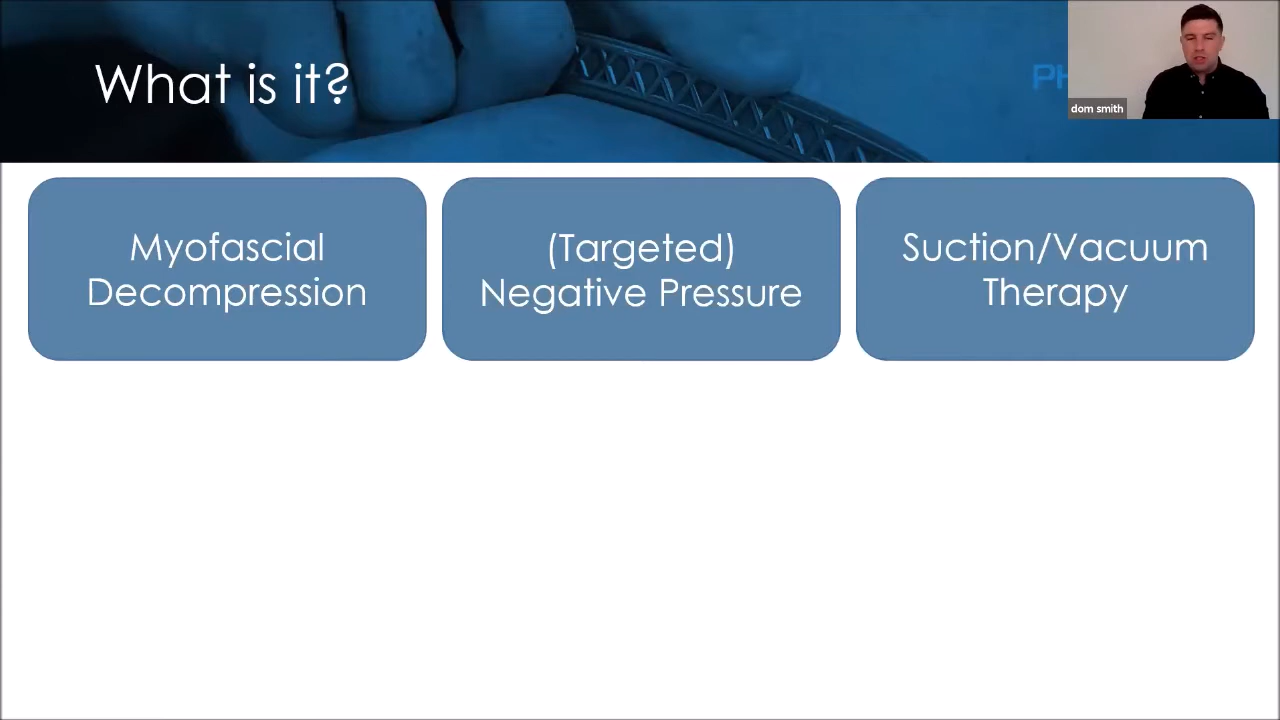 What is it?
dom smith
Myofascial
Decompression
(Targeted)
Negative Pressure
Suction/Vacuum
Therapy